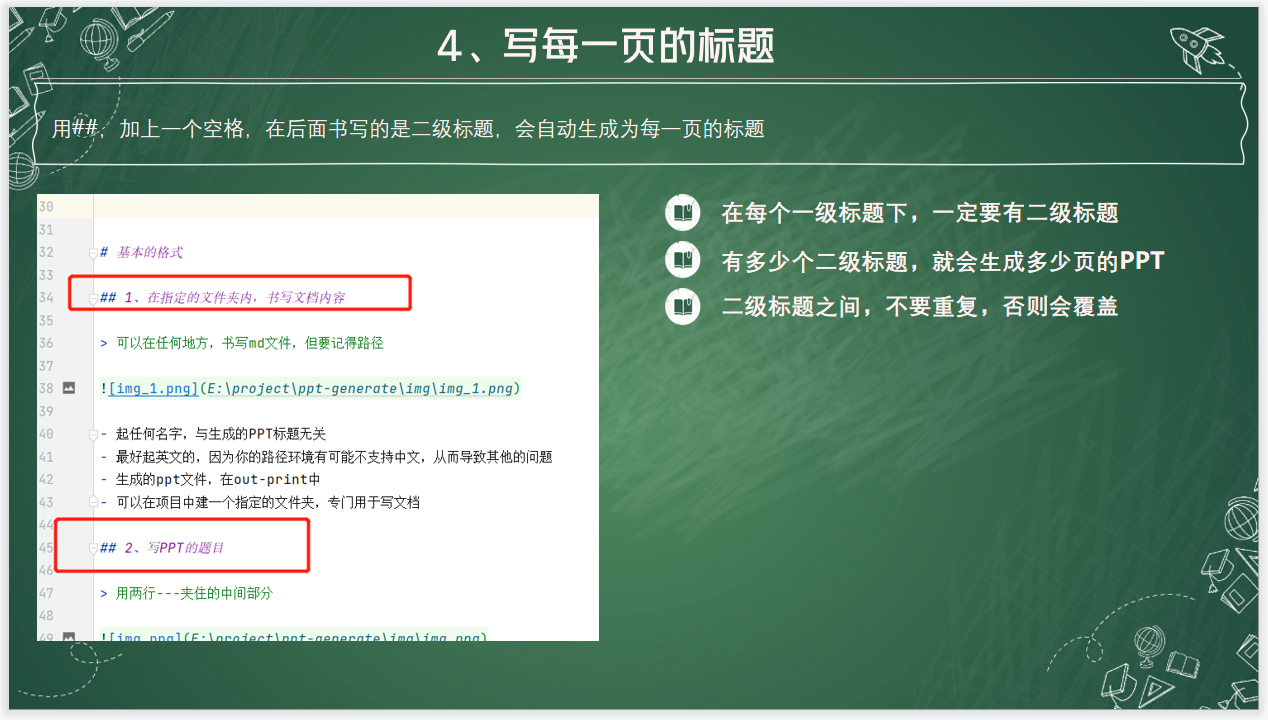 4、写每一页的标题
用##，加上一个空格，在后面书写的是二级标题，会自动生成为每一页的标题
30
31
32 # 基本的格式
33
34 ## 1、在指定的文件夹内，书写文档内容
35
36 > 可以在任何地方，书写md文件，但要记得路径
37
38 ![img_1.png](E:\project\ppt-generate\img\img_1.png)
39
40 - 起任何名字，与生成的PPT标题无关
41 - 最好起英文的，因为你的路径环境有可能不支持中文，从而导致其他的问题
42 - 生成的ppt文件，在out-print中
43 - 可以在项目中建一个指定的文件夹，专门用于写文档
44
45 ## 2、写PPT的题目
46
47 > 用两行---夹住的中间部分
48
49 ![img.png](E:\project\ppt-generate\img\img.png)
在每个一级标题下，一定要有二级标题
有多少个二级标题，就会生成多少页的PPT
二级标题之间，不要重复，否则会覆盖